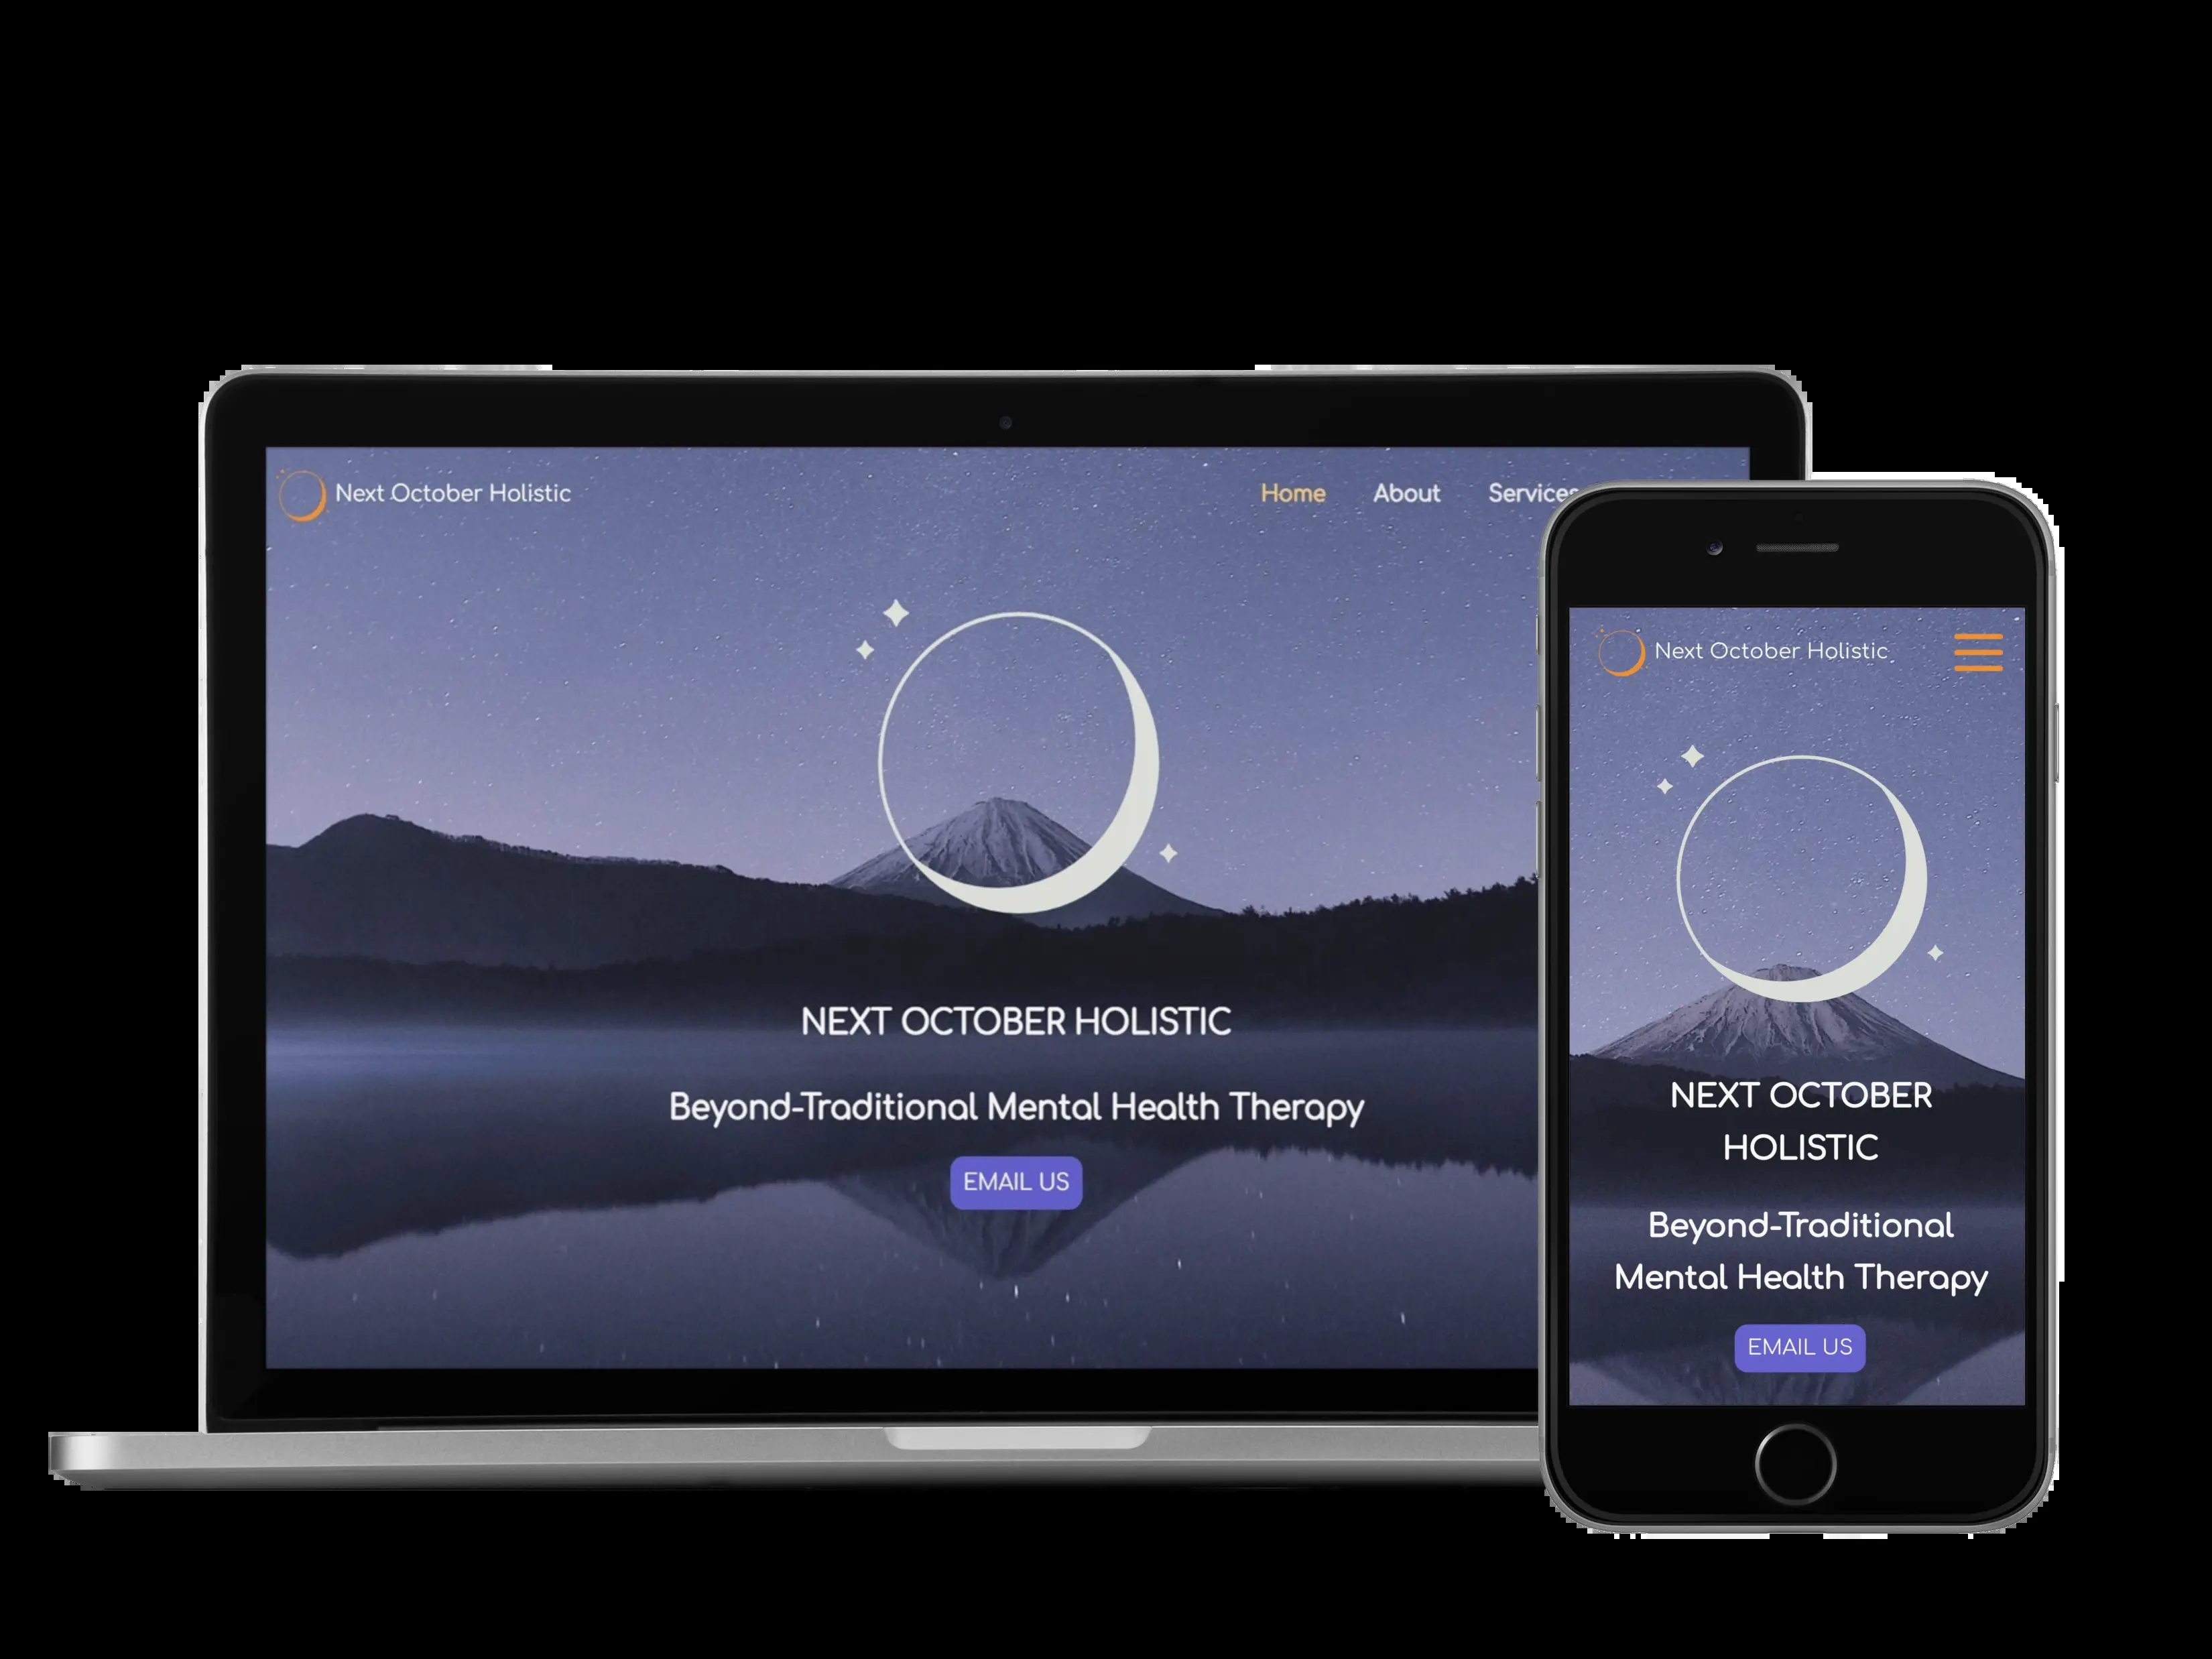 Next October Holistic
Home About Services
NEXT OCTOBER HOLISTIC
Beyond-Traditional Mental Health Therapy
EMAIL US
Next October Holistic
NEXT OCTOBER
HOLISTIC
Beyond-Traditional
Mental Health Therapy
EMAIL US